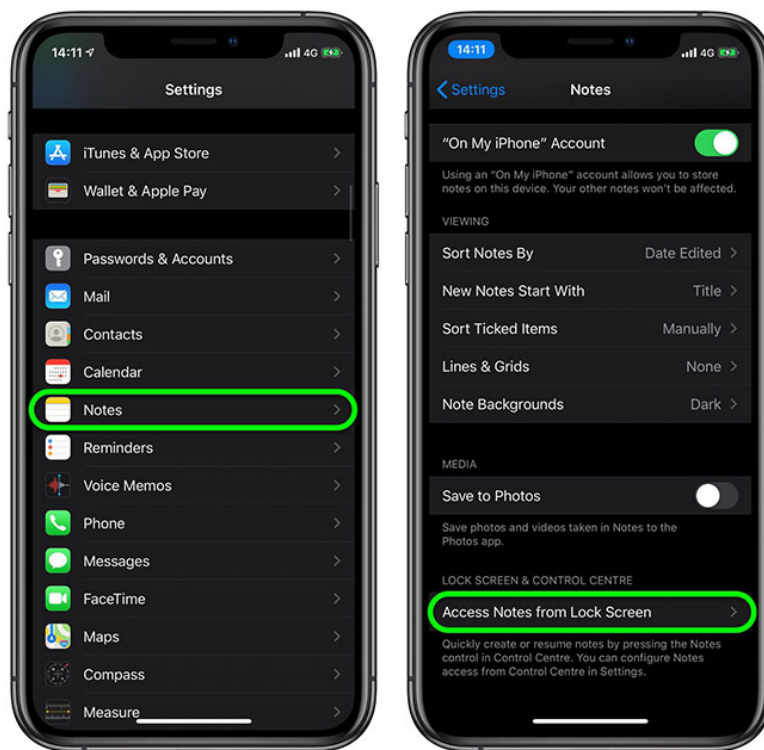 14:11
4G
Settings
iTunes & App Store
Wallet & Apple Pay
Passwords & Accounts
Mail
Contacts
Calendar
Notes
Reminders
Voice Memos
Phone
Messages
FaceTime
Maps
Compass
Measure
14:11
4G
Settings
Notes
“On My iPhone” Account
Using an “On My iPhone” account allows you to store
notes on this device. Your other notes won’t be affected.
VIEWING
Sort Notes By Date Edited
New Notes Start With Title
Sort Ticked Items Manually
Lines & Grids None
Note Backgrounds Dark
MEDIA
Save to Photos
Save photos and videos taken in Notes to the
Photos app.
LOCK SCREEN & CONTROL CENTRE
Access Notes from Lock Screen
Quickly create or resume notes by pressing the Notes
control in Control Centre. You can configure Notes
access from Control Centre in Settings.